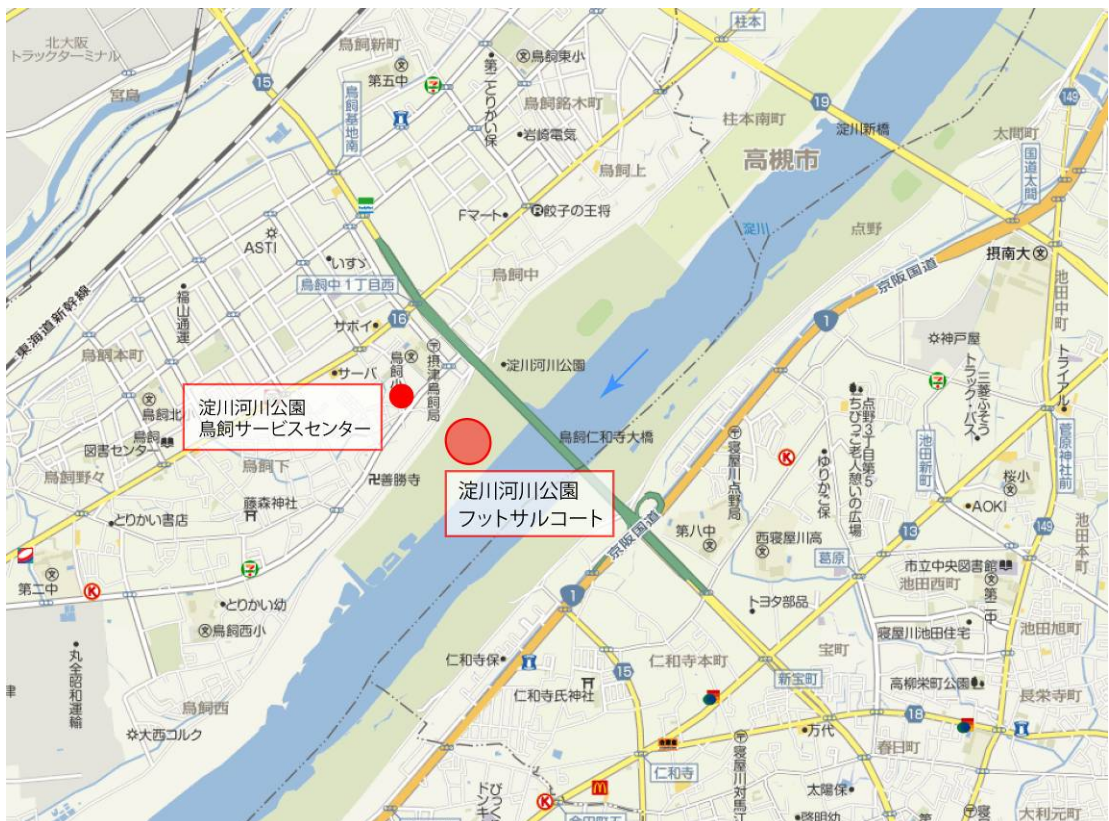 北大阪
トラックターミナル
宮島
15
鳥飼新町
第五中
鳥飼東小
第二とりかい保
鳥飼銘木町
岩崎電気
鳥飼基地南
柱本
柱本南町
19
淀川新橋
149
太間町
国道太間
高槻市
鳥飼上
Fマート
餃子の王将
ASTI
いすゞ
鳥飼中
鳥飼中1丁目西
淀川
点野
京阪国道
摂南大
池田中町
東海道新幹線
福山通運
サボイ
16
鳥飼本町
サーパ
鳥飼小
摂津鳥飼局
淀川河川公園
1
神戸屋
三菱ふそう
トラック・バス
トライアル
淀川河川公園
鳥飼サービスセンター
鳥飼北小
鳥飼
図書センター
鳥飼野々
鳥飼下
善勝寺
鳥飼仁和寺大橋
淀川河川公園
フットサルコート
寝屋川点野局
点野3丁目第5
ちびっこ老人憩いの広場
ゆりかご保
池田新町
菅原神社前
桜小
AOKI
13
149
藤森神社
とりかい書店
第二中
とりかい幼
鳥飼西小
京阪国道
第八中
西寝屋川高
葛原
市立中央図書館
池田西町
第二中
池田本町
1
トヨタ部品
寝屋川池田住宅
池田旭町
丸全昭和運輸
津
鳥飼西
大西コルク
仁和寺保
15
仁和寺本町
宝町
仁和寺氏神社
新宝町
高柳栄町公園
長栄寺町
18
万代
春日町
仁和寺
寝屋川対馬江
太陽保
啓明幼
大利元町